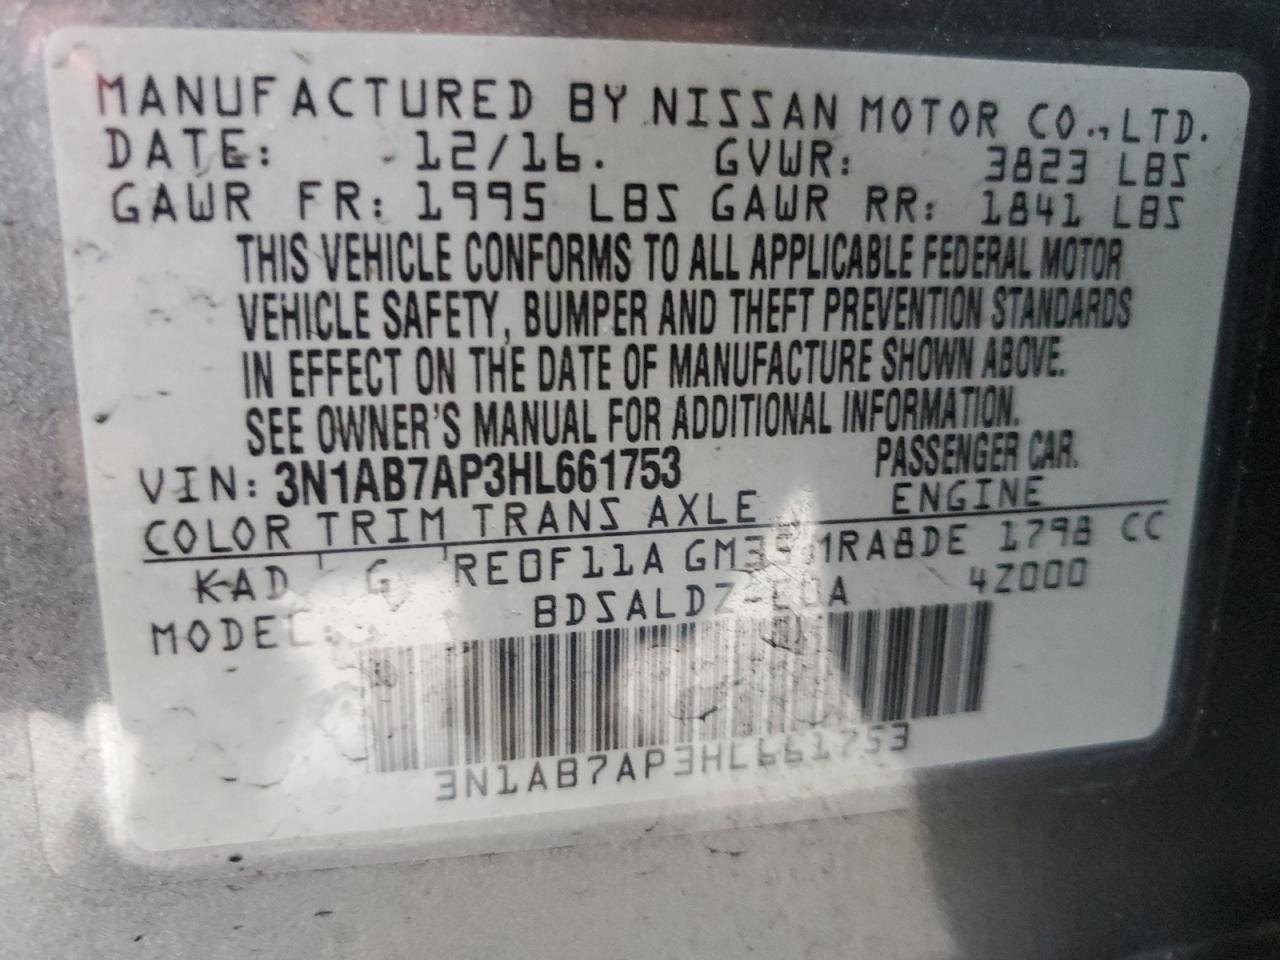 MANUFACTURED BY NISSAN MOTOR CO., LTD.
DATE: 12/16. GVWR: 3823 LBS
GAWR FR: 1995 LBS GAWR RR: 1841 LBS
THIS VEHICLE CONFORMS TO ALL APPLICABLE FEDERAL MOTOR
VEHICLE SAFETY, BUMPER AND THEFT PREVENTION STANDARDS
IN EFFECT ON THE DATE OF MANUFACTURE SHOWN ABOVE.
SEE OWNER'S MANUAL FOR ADDITIONAL INFORMATION.
VIN: 3N1AB7AP3HL661753 PASSENGER CAR.
COLOR TRIM TRANS AXLE ENGINE
KAD G RE0F11A MRA8DE 1798 CC
MODEL: 4Z000
3N1AB7AP3HL661753